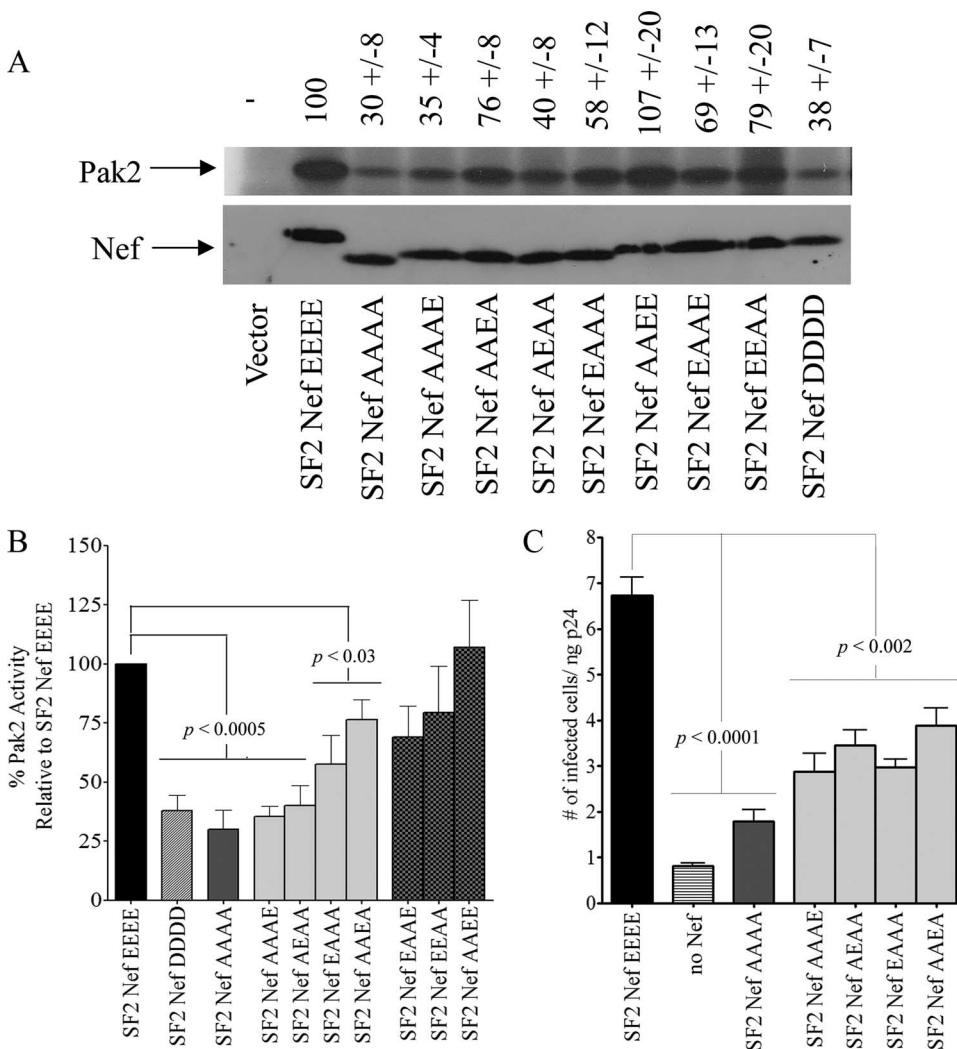 A
-
100
30 +/-8
35 +/-4
76 +/-8
40 +/-8
58 +/-12
107 +/-20
69 +/-13
79 +/-20
38 +/-7
Pak2
Nef
Vector
SF2 Nef EEEE
SF2 Nef AAAA
SF2 Nef AAAE
SF2 Nef AAEA
SF2 Nef AEAA
SF2 Nef EAAA
SF2 Nef AAEE
SF2 Nef EAAE
SF2 Nef EEAA
SF2 Nef DDDD
B
% Pak2 Activity
Relative to SF2 Nef EEEE
150
125
100
75
50
25
0
p < 0.0005
p < 0.03
SF2 Nef EEEE
SF2 Nef DDDD
SF2 Nef AAAA
SF2 Nef AAAE
SF2 Nef AEAA
SF2 Nef EAAA
SF2 Nef AAEA
SF2 Nef EAAE
SF2 Nef EEAA
SF2 Nef AAEE
C
# of infected cells/ ng p24
8
7
6
5
4
3
2
1
0
p < 0.0001
p < 0.002
SF2 Nef EEEE
no Nef
SF2 Nef AAAA
SF2 Nef AAAE
SF2 Nef AEAA
SF2 Nef EAAA
SF2 Nef AAEA